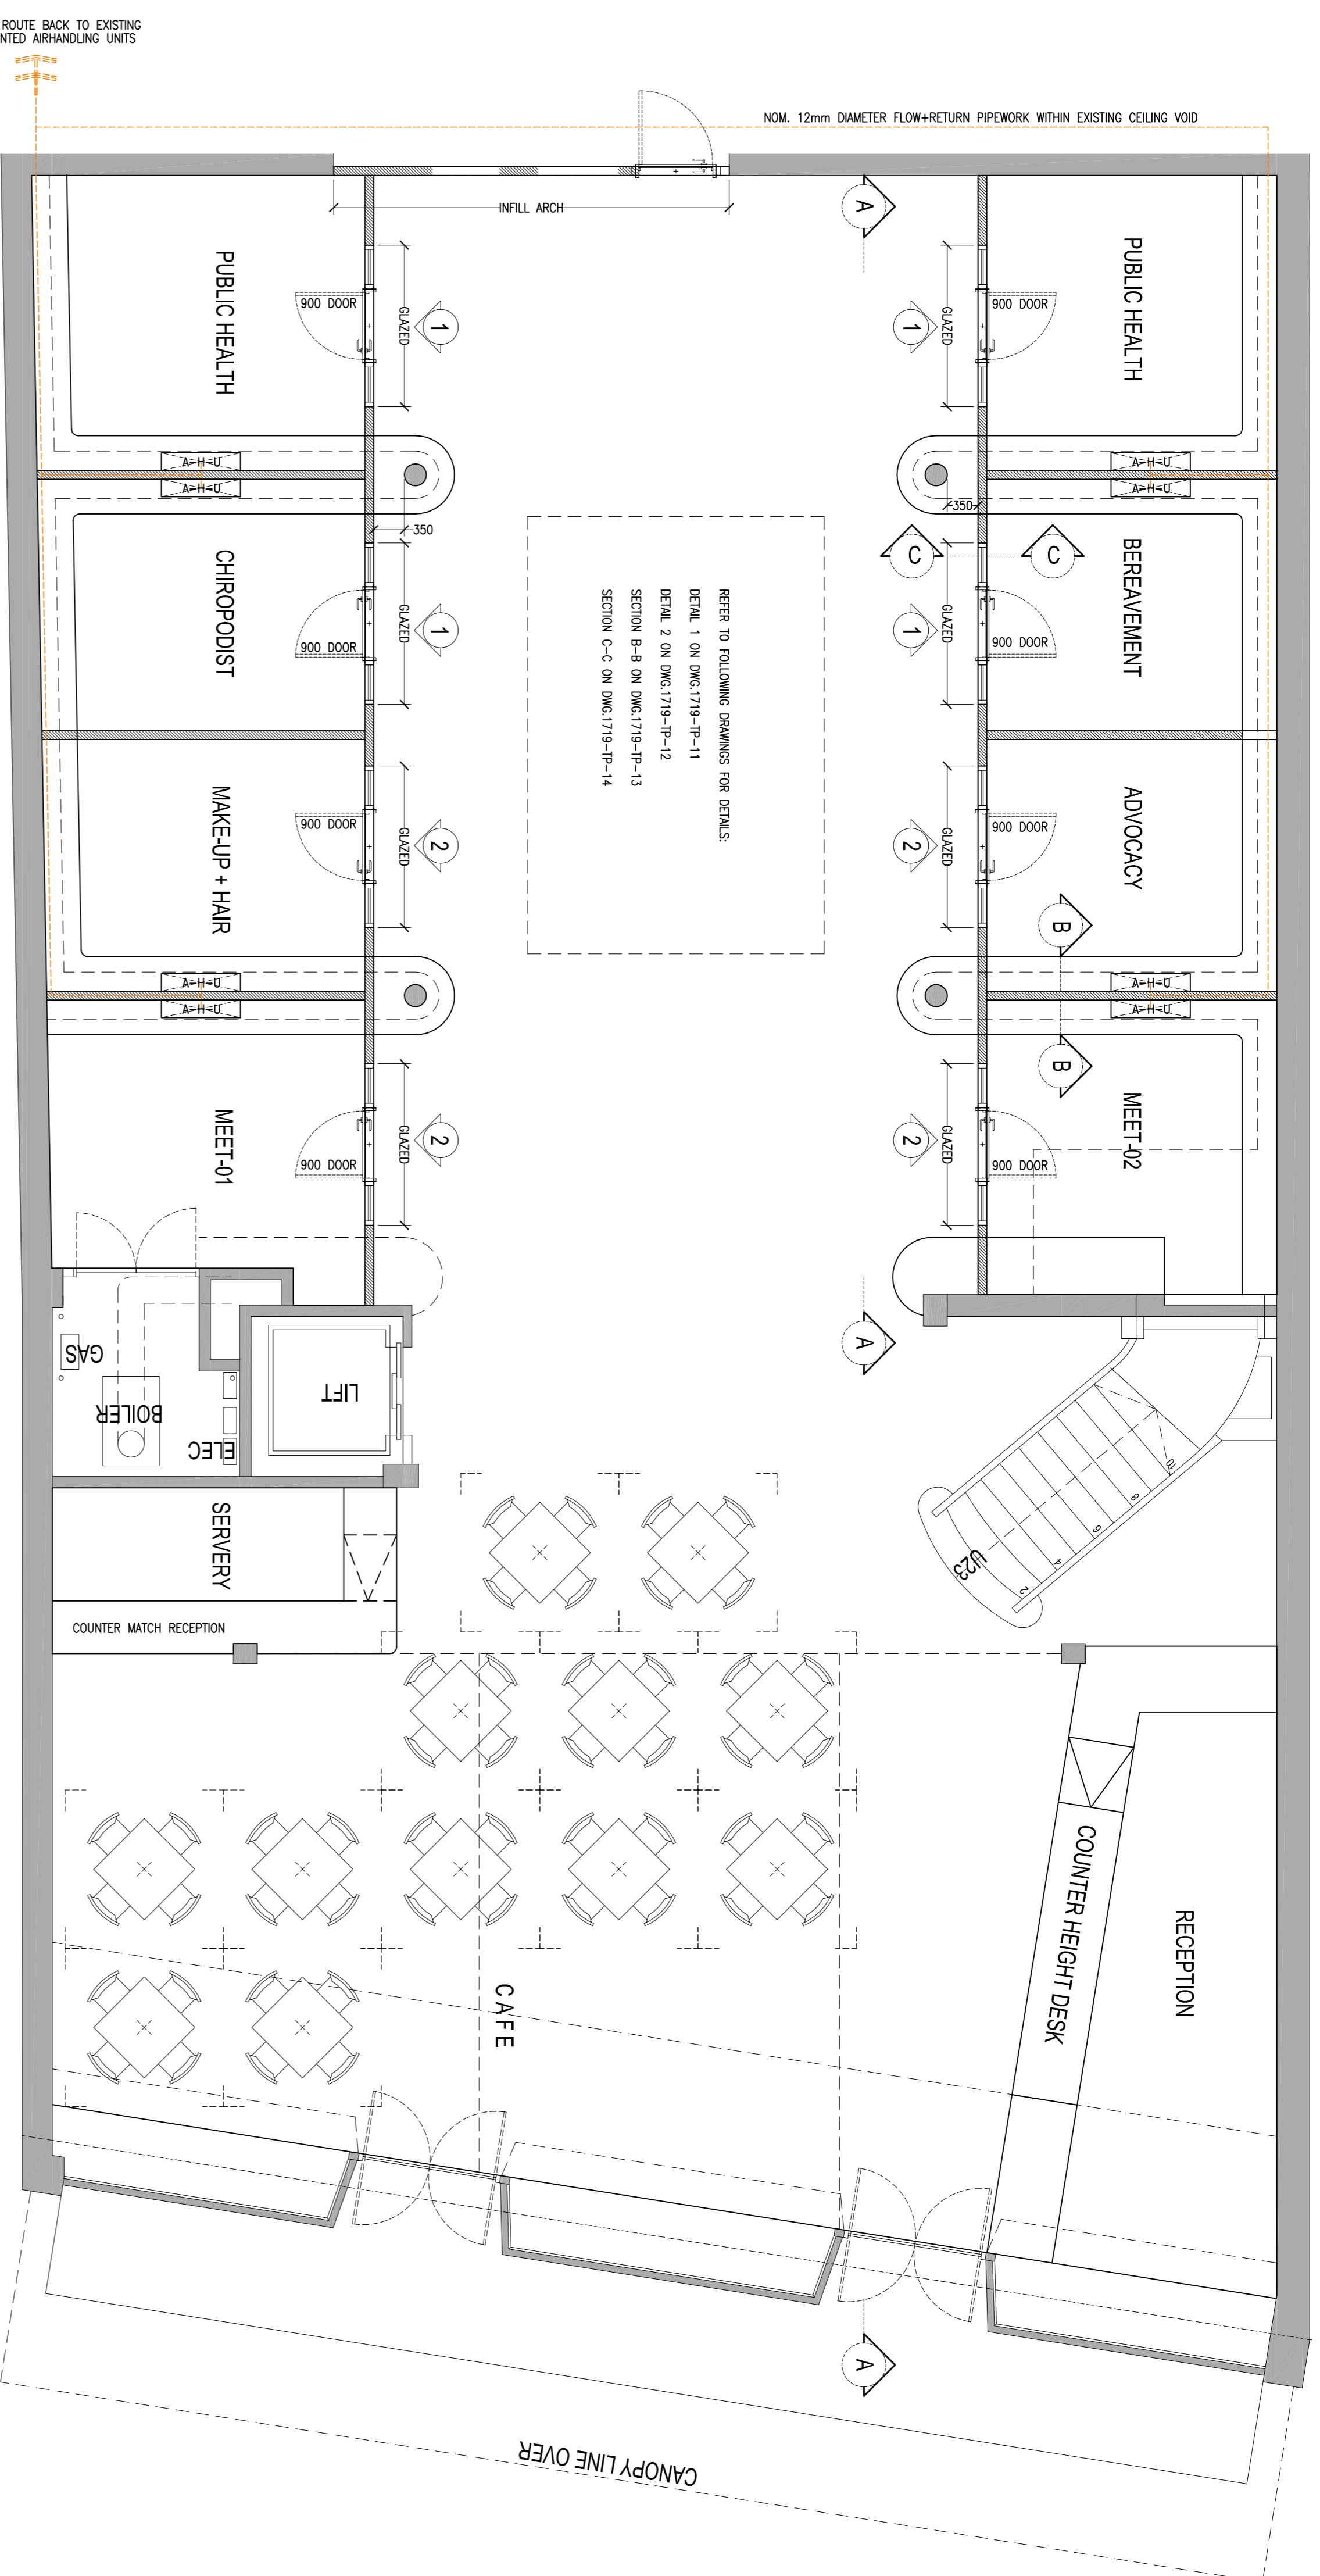 ROUTE BACK TO EXISTING
NTED AIRHANDLING UNITS
NOM. 12mm DIAMETER FLOW+RETURN PIPEWORK WITHIN EXISTING CEILING VOID
INFILL ARCH
A
PUBLIC HEALTH
900 DOOR
GLAZED
1
1
GLAZED
900 DOOR
PUBLIC HEALTH
A-H-U
A-H-U
A-H-U
A-H-U
350
350
C
C
CHIROPODIST
900 DOOR
GLAZED
1
1
GLAZED
900 DOOR
BEREAVEMENT
REFER TO FOLLOWING DRAWINGS FOR DETAILS:
DETAIL 1 ON DWG.1719-TP-11
DETAIL 2 ON DWG.1719-TP-12
SECTION B-B ON DWG.1719-TP-13
SECTION C-C ON DWG.1719-TP-14
MAKE-UP + HAIR
900 DOOR
GLAZED
2
2
GLAZED
900 DOOR
ADVOCACY
B
A-H-U
A-H-U
A-H-U
A-H-U
B
MEET-01
900 DOOR
GLAZED
2
2
GLAZED
900 DOOR
MEET-02
A
GAS
BOILER
ELEC
LIFT
10
8
6
4
2
U23
SERVERY
COUNTER MATCH RECEPTION
COUNTER HEIGHT DESK
RECEPTION
CAFE
A
CANOPY LINE OVER